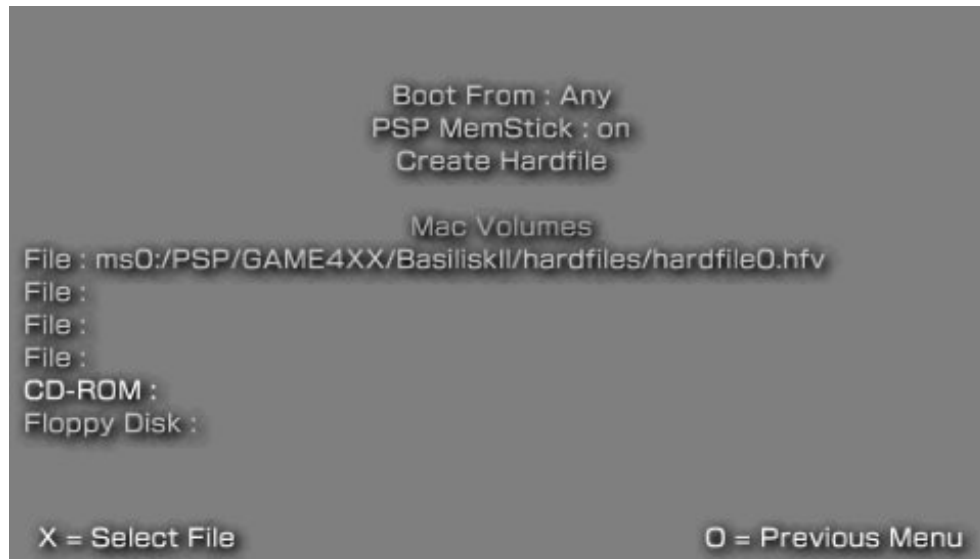 Boot From : Any
PSP MemStick : on
Create Hardfile
Mac Volumes
File : ms0:/PSP/GAME4XX/BasiliskII/hardfiles/hardfile0.hfv
File :
File :
File :
CD-ROM :
Floppy Disk :
X = Select File
O = Previous Menu